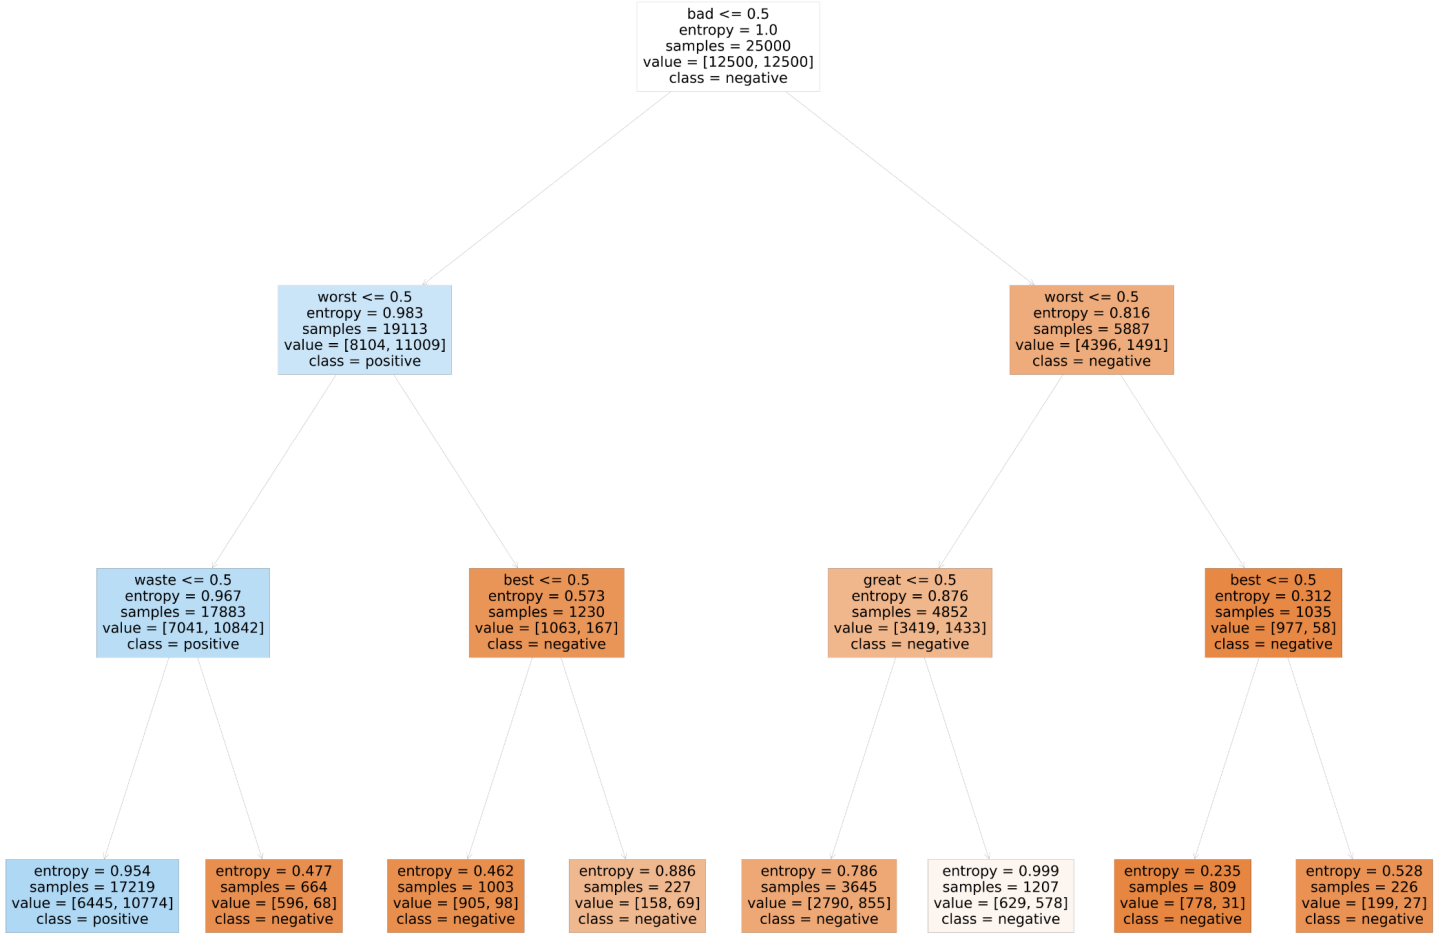 bad <= 0.5
entropy = 1.0
samples = 25000
value = [12500, 12500]
class = negative
worst <= 0.5
entropy = 0.983
samples = 19113
value = [8104, 11009]
class = positive
worst <= 0.5
entropy = 0.816
samples = 5887
value = [4396, 1491]
class = negative
waste <= 0.5
entropy = 0.967
samples = 17883
value = [7041, 10842]
class = positive
best <= 0.5
entropy = 0.573
samples = 1230
value = [1063, 167]
class = negative
great <= 0.5
entropy = 0.876
samples = 4852
value = [3419, 1433]
class = negative
best <= 0.5
entropy = 0.312
samples = 1035
value = [977, 58]
class = negative
entropy = 0.954
samples = 17219
value = [6445, 10774]
class = positive
entropy = 0.477
samples = 664
value = [596, 68]
class = negative
entropy = 0.462
samples = 1003
value = [905, 98]
class = negative
entropy = 0.886
samples = 227
value = [158, 69]
class = negative
entropy = 0.786
samples = 3645
value = [2790, 855]
class = negative
entropy = 0.999
samples = 1207
value = [629, 578]
class = negative
entropy = 0.235
samples = 809
value = [778, 31]
class = negative
entropy = 0.528
samples = 226
value = [199, 27]
class = negative